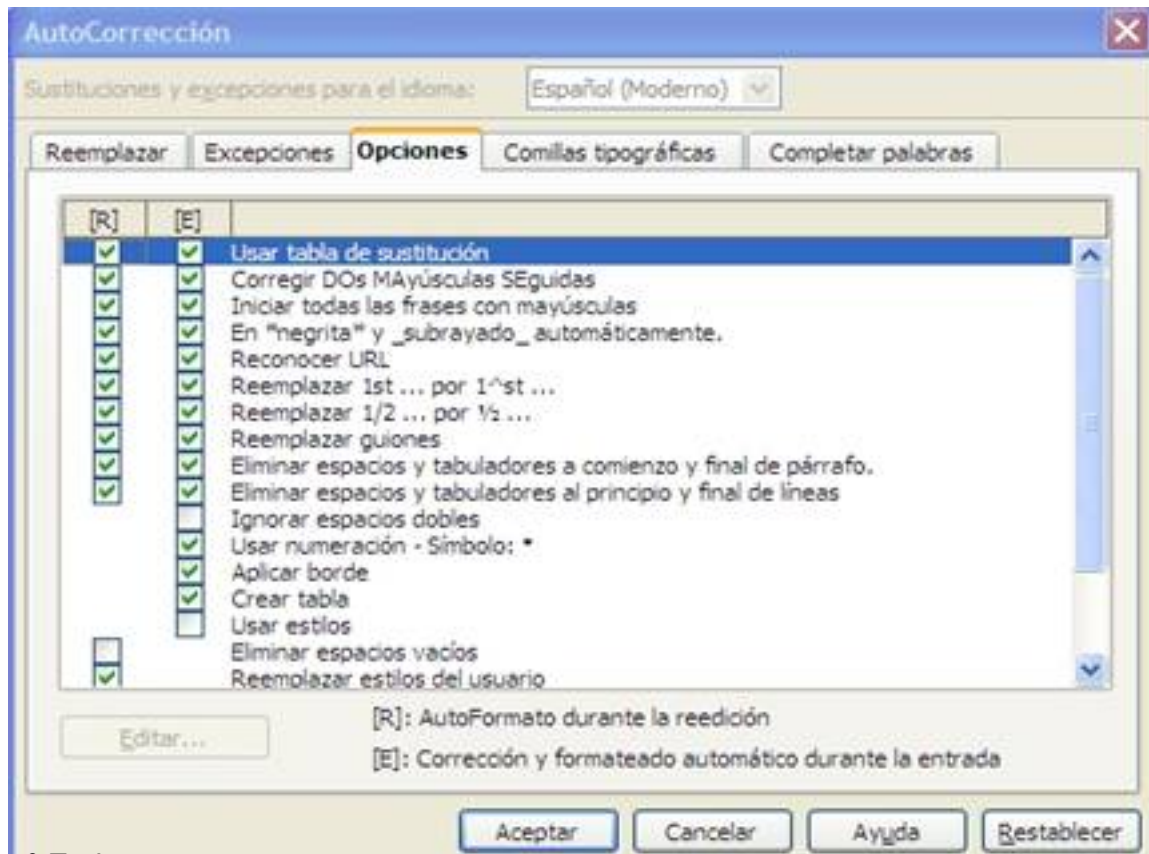 AutoCorrección
Sustituciones y excepciones para el idioma: Español (Moderno)
Reemplazar Excepciones Opciones Comillas tipográficas Completar palabras
[R] [E]
Usar tabla de sustitución
Corregir DOs MAyúsculas SEguidas
Iniciar todas las frases con mayúsculas
En *negrita* y _subrayado_ automáticamente.
Reconocer URL
Reemplazar 1st ... por 1^st ...
Reemplazar 1/2 ... por ½ ...
Reemplazar guiones
Eliminar espacios y tabuladores a comienzo y final de párrafo.
Eliminar espacios y tabuladores al principio y final de líneas
Ignorar espacios dobles
Usar numeración - Símbolo: •
Aplicar borde
Crear tabla
Usar estilos
Eliminar espacios vacíos
Reemplazar estilos del usuario
Editar...
[R]: AutoFormato durante la reedición
[E]: Corrección y formateado automático durante la entrada
Aceptar Cancelar Ayuda Restablecer